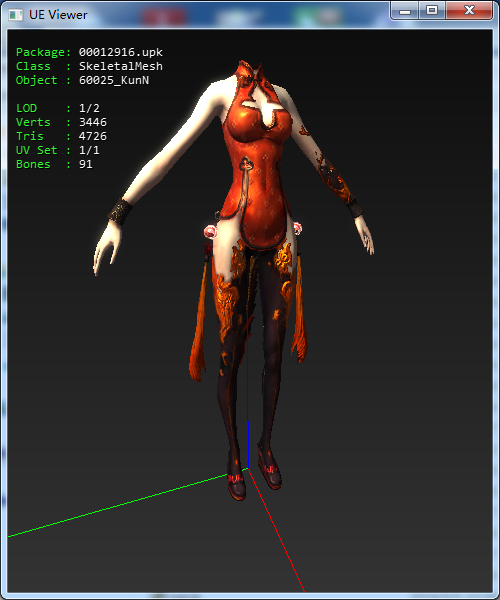 UE Viewer
Package: 00012916.upk
Class : SkeletalMesh
Object : 60025_KunN
LOD : 1/2
Verts : 3446
Tris : 4726
UV Set : 1/1
Bones : 91